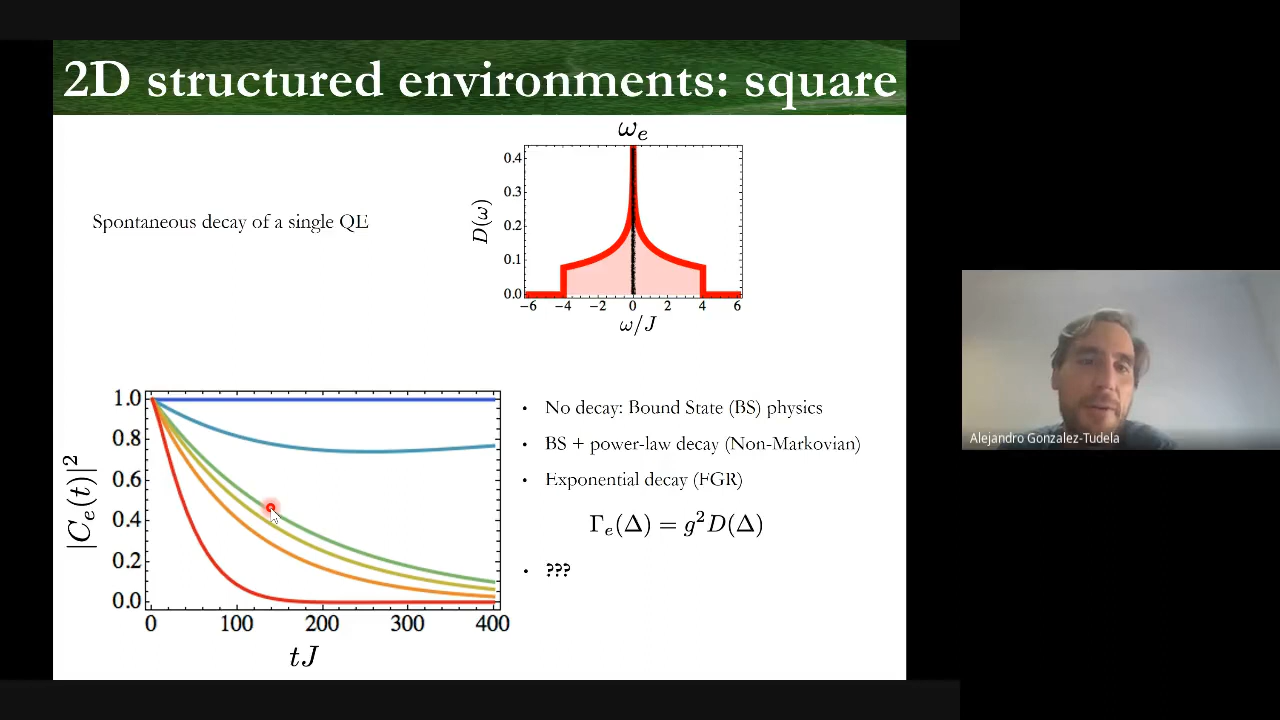 2D structured environments: square
ωₑ
Spontaneous decay of a single QE
D(ω)
0.4
0.3
0.2
0.1
0.0
−6 −4 −2 0 2 4 6
ω/J
|Cₑ(t)|²
1.0
0.8
0.6
0.4
0.2
0.0
0 100 200 300 400
tJ
• No decay: Bound State (BS) physics
• BS + power-law decay (Non-Markovian)
• Exponential decay (FGR)
Γₑ(Δ) = g²D(Δ)
• ???
Alejandro Gonzalez-Tudela